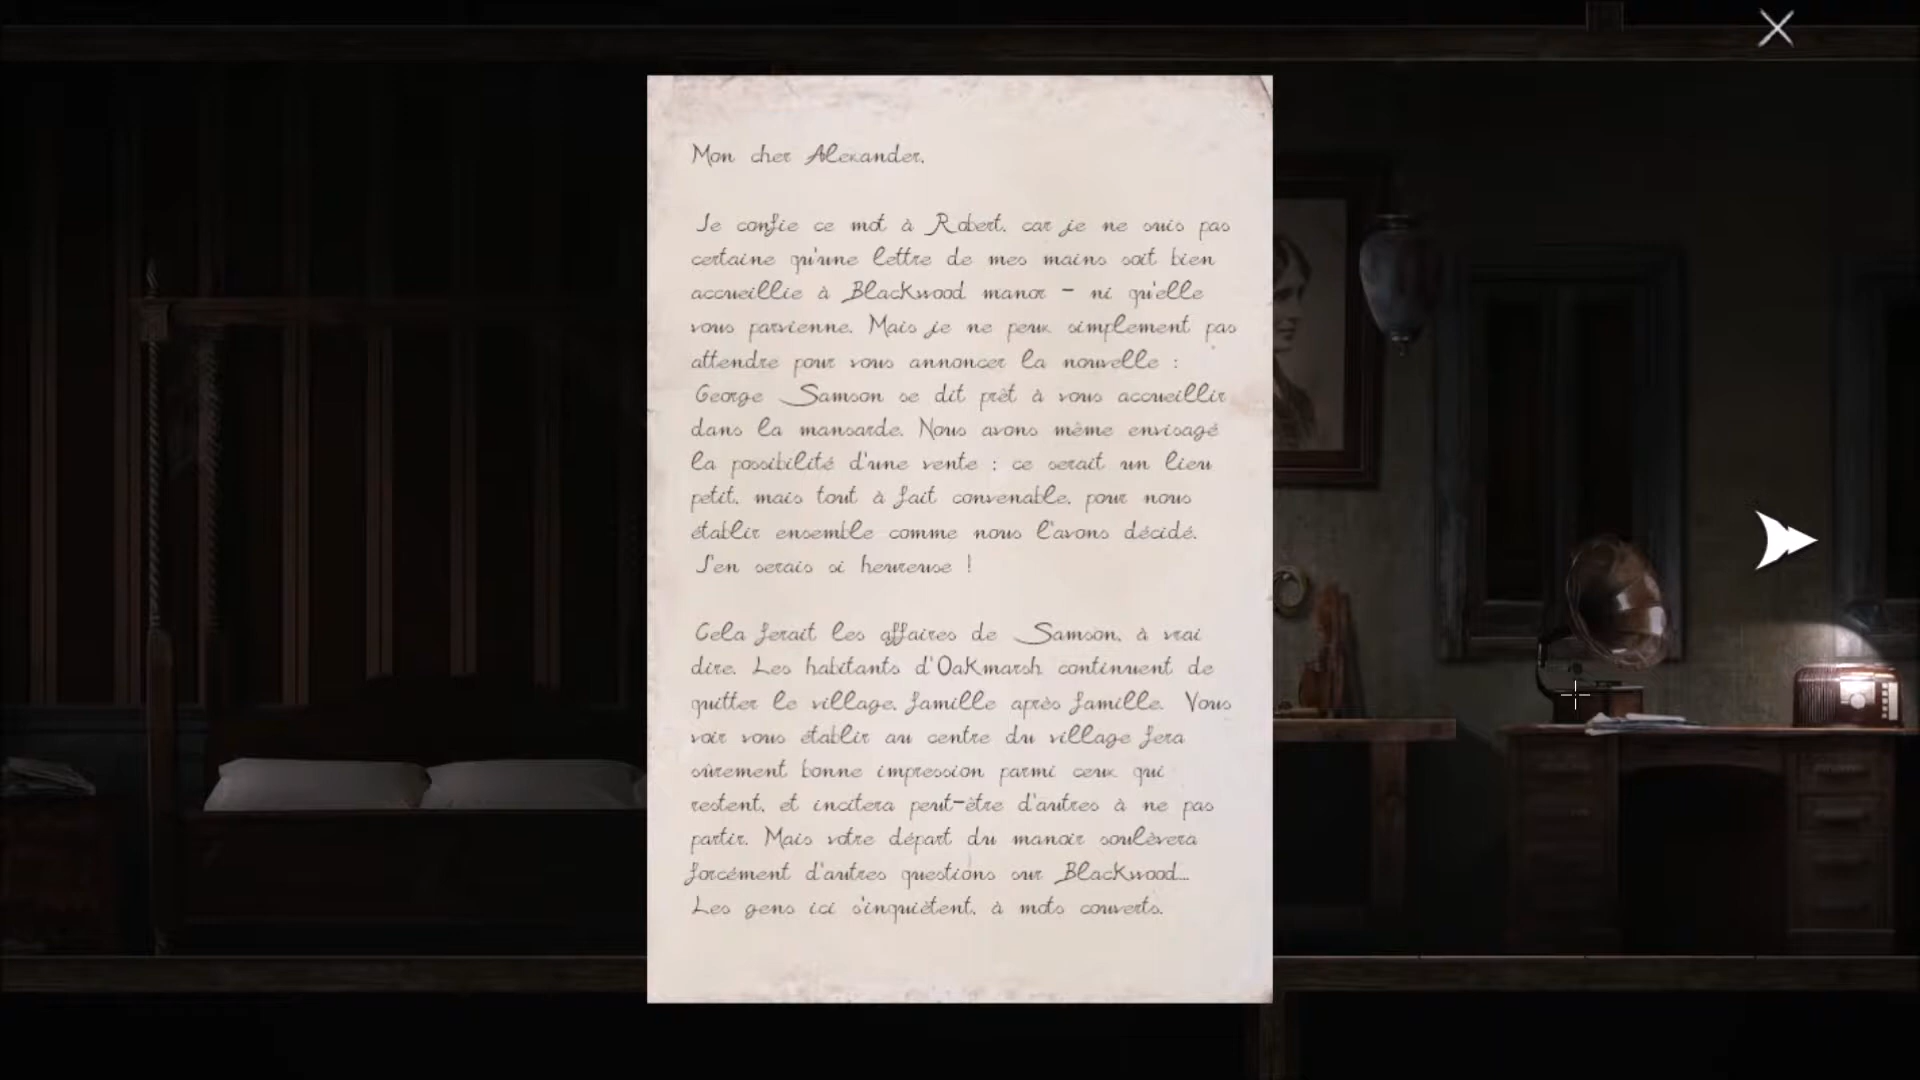 Mon cher Alexander,
Je confie ce mot à Robert, car je ne suis pas
certaine qu'une lettre de mes mains soit bien
accueillie à Blackwood manor - ni qu'elle
vous parvienne. Mais je ne peux simplement pas
attendre pour vous annoncer la nouvelle :
George Samson se dit prêt à vous accueillir
dans la mansarde. Nous avons même envisagé
la possibilité d'une vente : ce serait un lieu
petit, mais tout à fait convenable, pour nous
établir ensemble comme nous l'avons décidé.
J'en serais si heureuse !
Cela ferait les affaires de Samson, à vrai
dire. Les habitants d'Oakmarsh continuent de
quitter le village, famille après famille. Vous
voir vous établir au centre du village fera
sûrement bonne impression parmi ceux qui
restent, et incitera peut-être d'autres à ne pas
partir. Mais votre départ du manoir soulèvera
forcément d'autres questions sur Blackwood...
Les gens ici s'inquiètent, à mots couverts.